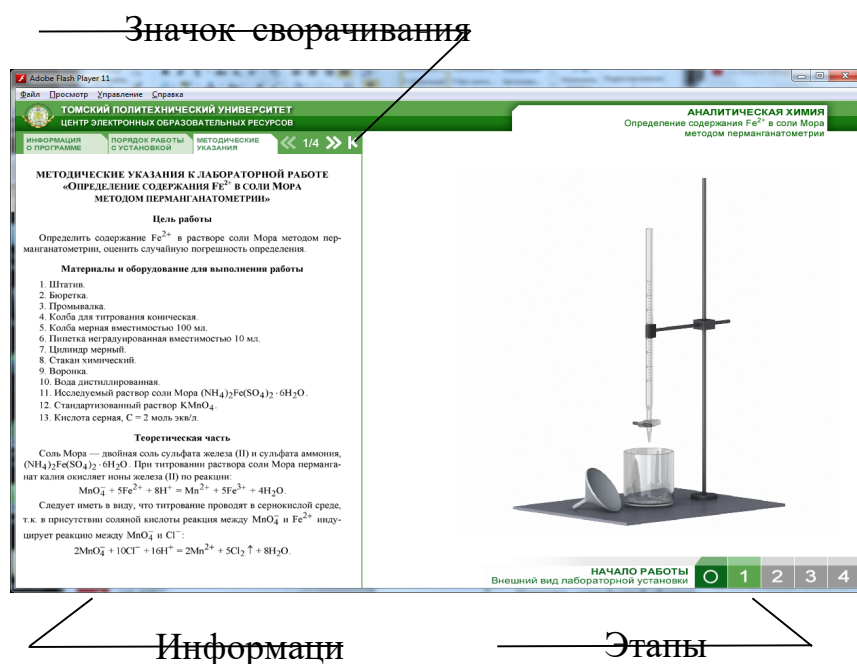 Значок сворачивания
Adobe Flash Player 11
Файл Просмотр Управление Справка
ТОМСКИЙ ПОЛИТЕХНИЧЕСКИЙ УНИВЕРСИТЕТ
ЦЕНТР ЭЛЕКТРОННЫХ ОБРАЗОВАТЕЛЬНЫХ РЕСУРСОВ
АНАЛИТИЧЕСКАЯ ХИМИЯ
Определение содержания Fe²⁺ в соли Мора
методом перманганатометрии
ИНФОРМАЦИЯ
О ПРОГРАММЕ
ПОРЯДОК РАБОТЫ
С УСТАНОВКОЙ
МЕТОДИЧЕСКИЕ
УКАЗАНИЯ
1/4
МЕТОДИЧЕСКИЕ УКАЗАНИЯ К ЛАБОРАТОРНОЙ РАБОТЕ
«ОПРЕДЕЛЕНИЕ СОДЕРЖАНИЯ FE²⁺ В СОЛИ МОРА
МЕТОДОМ ПЕРМАНГАНАТОМЕТРИИ»
Цель работы
Определить содержание Fe²⁺ в растворе соли Мора методом пер-
манганатометрии, оценить случайную погрешность определения.
Материалы и оборудование для выполнения работы
1. Штатив.
2. Бюретка.
3. Промывалка.
4. Колба для титрования коническая.
5. Колба мерная вместимостью 100 мл.
6. Пипетка неградуированная вместимостью 10 мл.
7. Цилиндр мерный.
8. Стакан химический.
9. Воронка.
10. Вода дистиллированная.
11. Исследуемый раствор соли Мора (NH₄)₂Fe(SO₄)₂·6H₂O.
12. Стандартизованный раствор KMnO₄.
13. Кислота серная, С = 2 моль экв/л.
Теоретическая часть
Соль Мора — двойная соль сульфата железа (II) и сульфата аммония,
(NH₄)₂Fe(SO₄)₂·6H₂O. При титровании раствора соли Мора перманга-
нат калия окисляет ионы железа (II) по реакции:
MnO₄⁻ + 5Fe²⁺ + 8H⁺ = Mn²⁺ + 5Fe³⁺ + 4H₂O.
Следует иметь в виду, что титрование проводят в сернокислой среде,
т.к. в присутствии соляной кислоты реакция между MnO₄⁻ и Fe²⁺ инду-
цирует реакцию между MnO₄⁻ и Cl⁻:
2MnO₄⁻ + 10Cl⁻ + 16H⁺ = 2Mn²⁺ + 5Cl₂ ↑ + 8H₂O.
НАЧАЛО РАБОТЫ
Внешний вид лабораторной установки
О 1 2 3 4
Информаци
Этапы